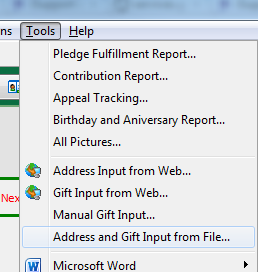 ns Tools Help
Pledge Fulfillment Report...
Contribution Report...
Appeal Tracking...
Birthday and Aniversary Report...
All Pictures...
Address Input from Web...
Gift Input from Web...
Nex
Manual Gift Input...
Address and Gift Input from File...
Microsoft Word